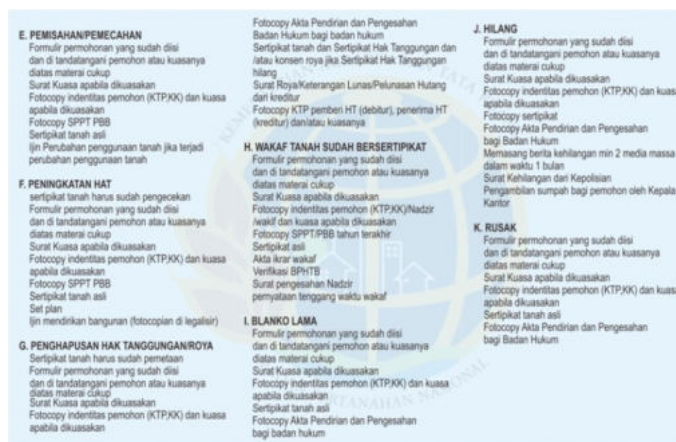 E. PEMISAHAN/PEMECAHAN
Formulir permohonan yang sudah diisi
dan di tandatangani pemohon atau kuasanya
diatas materai cukup
Surat Kuasa apabila dikuasakan
Fotocopy indentitas pemohon (KTP,KK) dan kuasa
apabila dikuasakan
Fotocopy SPPT PBB
Sertipikat tanah asli
Ijin Perubahan penggunaan tanah jika terjadi
perubahan penggunaan tanah
F. PENINGKATAN HAT
sertipikat tanah harus sudah pengecekan
Formulir permohonan yang sudah diisi
dan di tandatangani pemohon atau kuasanya
diatas materai cukup
Surat Kuasa apabila dikuasakan
Fotocopy indentitas pemohon (KTP,KK) dan kuasa
apabila dikuasakan
Fotocopy SPPT PBB
Sertipikat tanah asli
Set plan
Ijin mendirikan bangunan (fotocopian di legalisir)
G. PENGHAPUSAN HAK TANGGUNGAN/ROYA
Sertipikat tanah harus sudah pemetaan
Formulir permohonan yang sudah diisi
dan di tandatangani pemohon atau kuasanya
diatas materai cukup
Surat Kuasa apabila dikuasakan
Fotocopy indentitas pemohon (KTP,KK) dan kuasa
apabila dikuasakan
Fotocopy Akta Pendirian dan Pengesahan
Badan Hukum bagi badan hukum
Sertipikat tanah dan Sertipikat Hak Tanggungan dan
/atau konsen roya jika Sertipikat Hak Tanggungan
hilang
Surat Roya/Keterangan Lunas/Pelunasan Hutang
dari kreditur
Fotocopy KTP pemberi HT (debitur), penerima HT
(kreditur) dan/atau kuasanya
H. WAKAF TANAH SUDAH BERSERTIPIKAT
Formulir permohonan yang sudah diisi
dan di tandatangani pemohon atau kuasanya
diatas materai cukup
Surat Kuasa apabila dikuasakan
Fotocopy indentitas pemohon (KTP,KK)/Nadzir
/wakif dan kuasa apabila dikuasakan
Fotocopy SPPT/PBB tahun terakhir
Sertipikat asli
Akta ikrar wakaf
Verifikasi BPHTB
Surat pengesahan Nadzir
pernyataan tenggang waktu wakaf
I. BLANKO LAMA
Formulir permohonan yang sudah diisi
dan di tandatangani pemohon atau kuasanya
diatas materai cukup
Surat Kuasa apabila dikuasakan
Fotocopy indentitas pemohon (KTP,KK) dan kuasa
apabila dikuasakan
Sertipikat tanah asli
Fotocopy Akta Pendirian dan Pengesahan
bagi badan hukum
J. HILANG
Formulir permohonan yang sudah diisi
dan di tandatangani pemohon atau kuasanya
diatas materai cukup
Surat Kuasa apabila dikuasakan
Fotocopy indentitas pemohon (KTP,KK) dan kuasa
apabila dikuasakan
Fotocopy sertipikat
Fotocopy Akta Pendirian dan Pengesahan
bagi Badan Hukum
Memasang berita kehilangan min 2 media massa
dalam waktu 1 bulan
Surat Kehilangan dari Kepolisian
Pengambilan sumpah bagi pemohon oleh Kepala
Kantor
K. RUSAK
Formulir permohonan yang sudah diisi
dan di tandatangani pemohon atau kuasanya
diatas materai cukup
Surat Kuasa apabila dikuasakan
Fotocopy indentitas pemohon (KTP,KK) dan kuasa
apabila dikuasakan
Sertipikat tanah asli
Fotocopy Akta Pendirian dan Pengesahan
bagi Badan Hukum